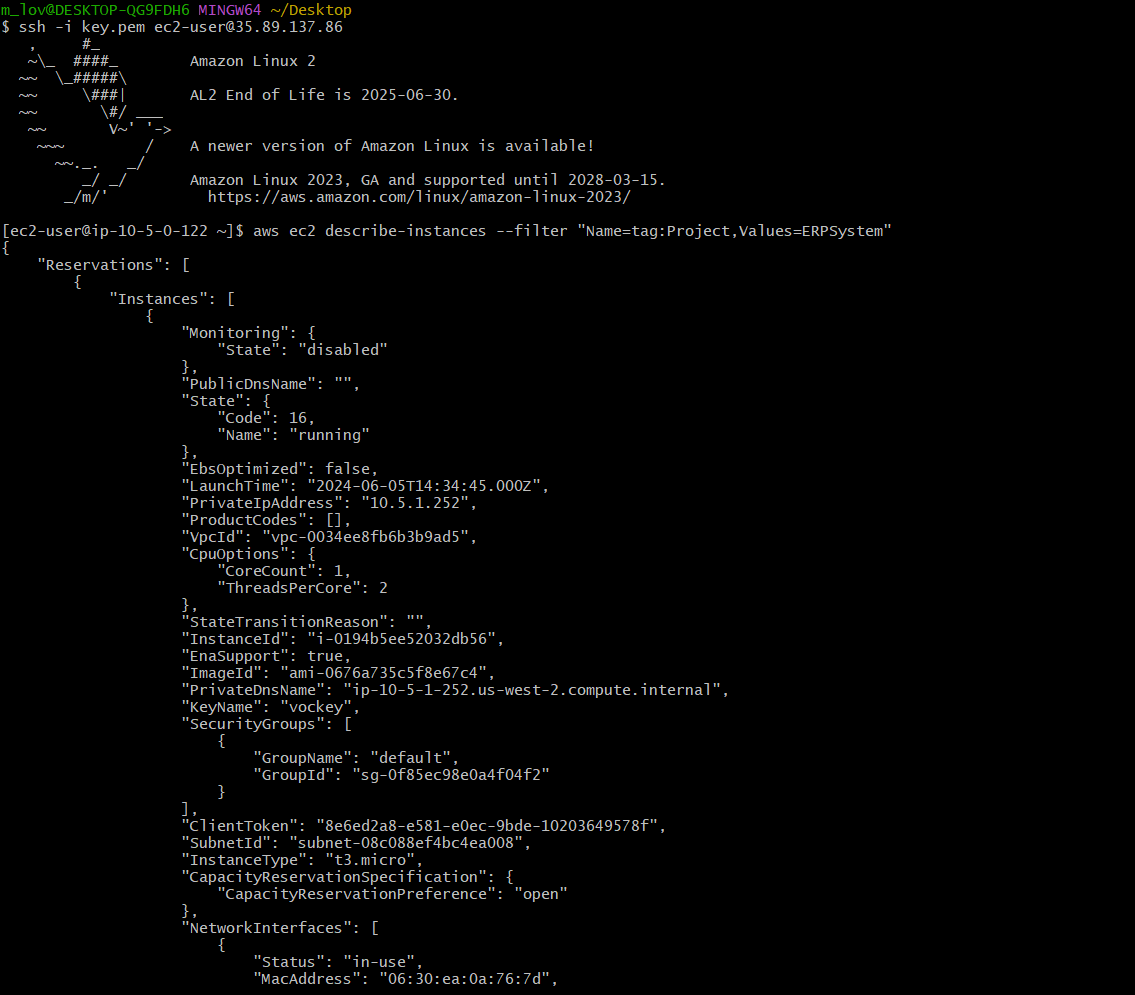 m_lov@DESKTOP-QG9FDH6 MINGW64 ~/Desktop
$ ssh -i key.pem ec2-user@35.89.137.86
   ,     #_
   ~\_  ####_        Amazon Linux 2
  ~~  \_#####\
  ~~     \###|       AL2 End of Life is 2025-06-30.
  ~~       \#/ ___
   ~~       V~' '->
    ~~~         /    A newer version of Amazon Linux is available!
      ~~._.   _/
         _/ _/       Amazon Linux 2023, GA and supported until 2028-03-15.
       _/m/'           https://aws.amazon.com/linux/amazon-linux-2023/

[ec2-user@ip-10-5-0-122 ~]$ aws ec2 describe-instances --filter "Name=tag:Project,Values=ERPSystem"
{
    "Reservations": [
        {
            "Instances": [
                {
                    "Monitoring": {
                        "State": "disabled"
                    },
                    "PublicDnsName": "",
                    "State": {
                        "Code": 16,
                        "Name": "running"
                    },
                    "EbsOptimized": false,
                    "LaunchTime": "2024-06-05T14:34:45.000Z",
                    "PrivateIpAddress": "10.5.1.252",
                    "ProductCodes": [],
                    "VpcId": "vpc-0034ee8fb6b3b9ad5",
                    "CpuOptions": {
                        "CoreCount": 1,
                        "ThreadsPerCore": 2
                    },
                    "StateTransitionReason": "",
                    "InstanceId": "i-0194b5ee52032db56",
                    "EnaSupport": true,
                    "ImageId": "ami-0676a735c5f8e67c4",
                    "PrivateDnsName": "ip-10-5-1-252.us-west-2.compute.internal",
                    "KeyName": "vockey",
                    "SecurityGroups": [
                        {
                            "GroupName": "default",
                            "GroupId": "sg-0f85ec98e0a4f04f2"
                        }
                    ],
                    "ClientToken": "8e6ed2a8-e581-e0ec-9bde-10203649578f",
                    "SubnetId": "subnet-08c088ef4bc4ea008",
                    "InstanceType": "t3.micro",
                    "CapacityReservationSpecification": {
                        "CapacityReservationPreference": "open"
                    },
                    "NetworkInterfaces": [
                        {
                            "Status": "in-use",
                            "MacAddress": "06:30:ea:0a:76:7d",